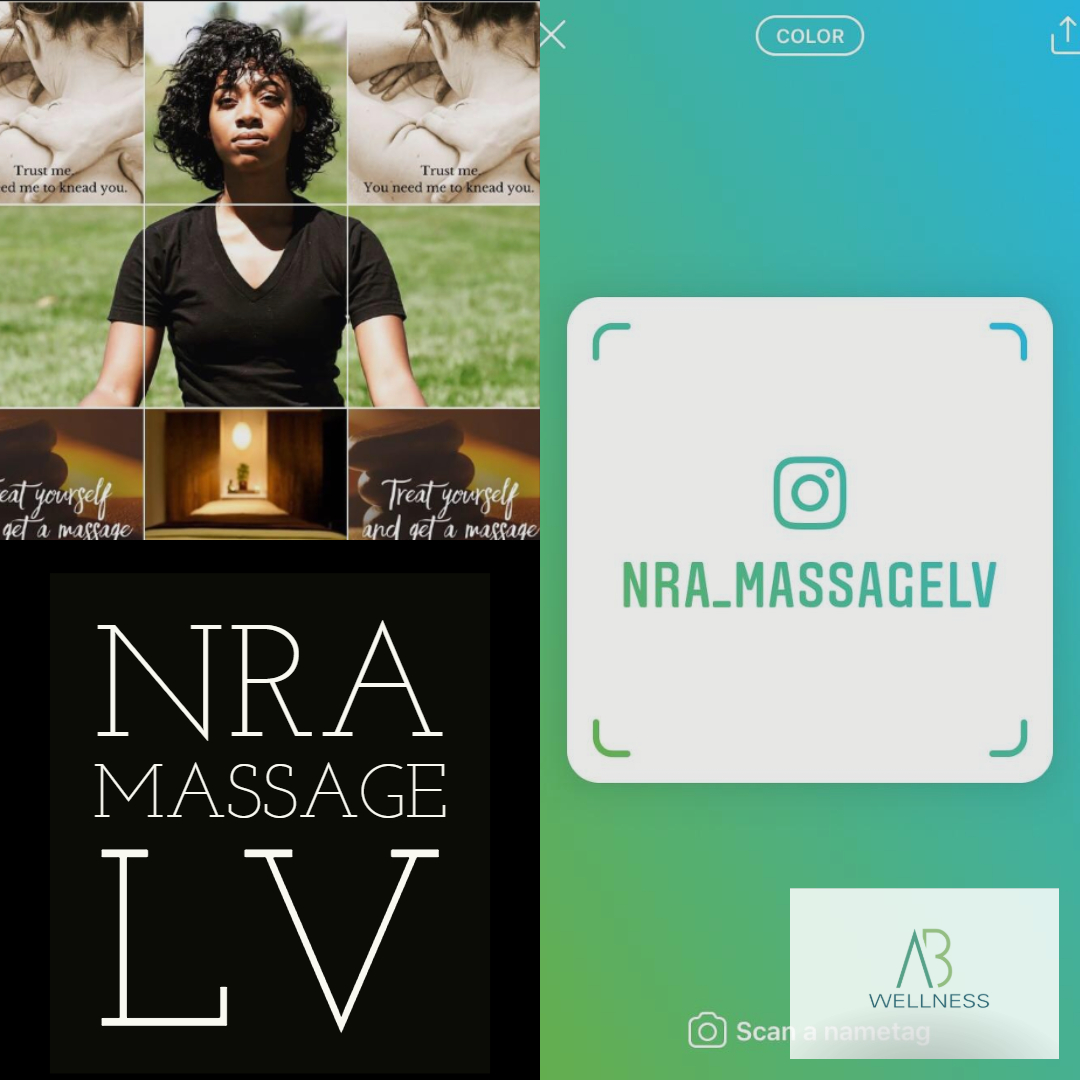 Trust me.
ed me to knead you.
Trust me.
You need me to knead you.
eat yourself
get a massage
Treat yourself
and get a massage
NRA
MASSAGE
LV
COLOR
NRA_MASSAGELV
Scan a nametag
AB
WELLNESS